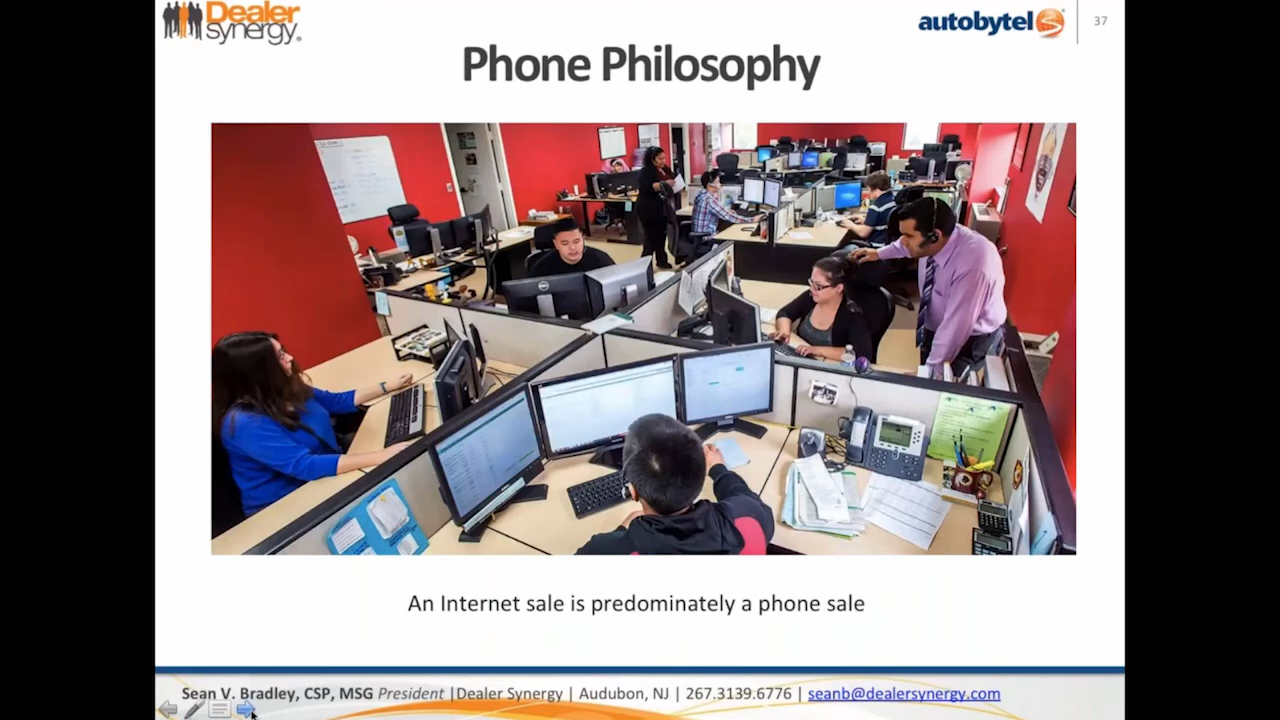 Dealer
synergy.
autobytel
37
Phone Philosophy
DELL
An Internet sale is predominately a phone sale
Sean V. Bradley, CSP, MSG President |Dealer Synergy | Audubon, NJ | 267.3139.6776 | seanb@dealersynergy.com